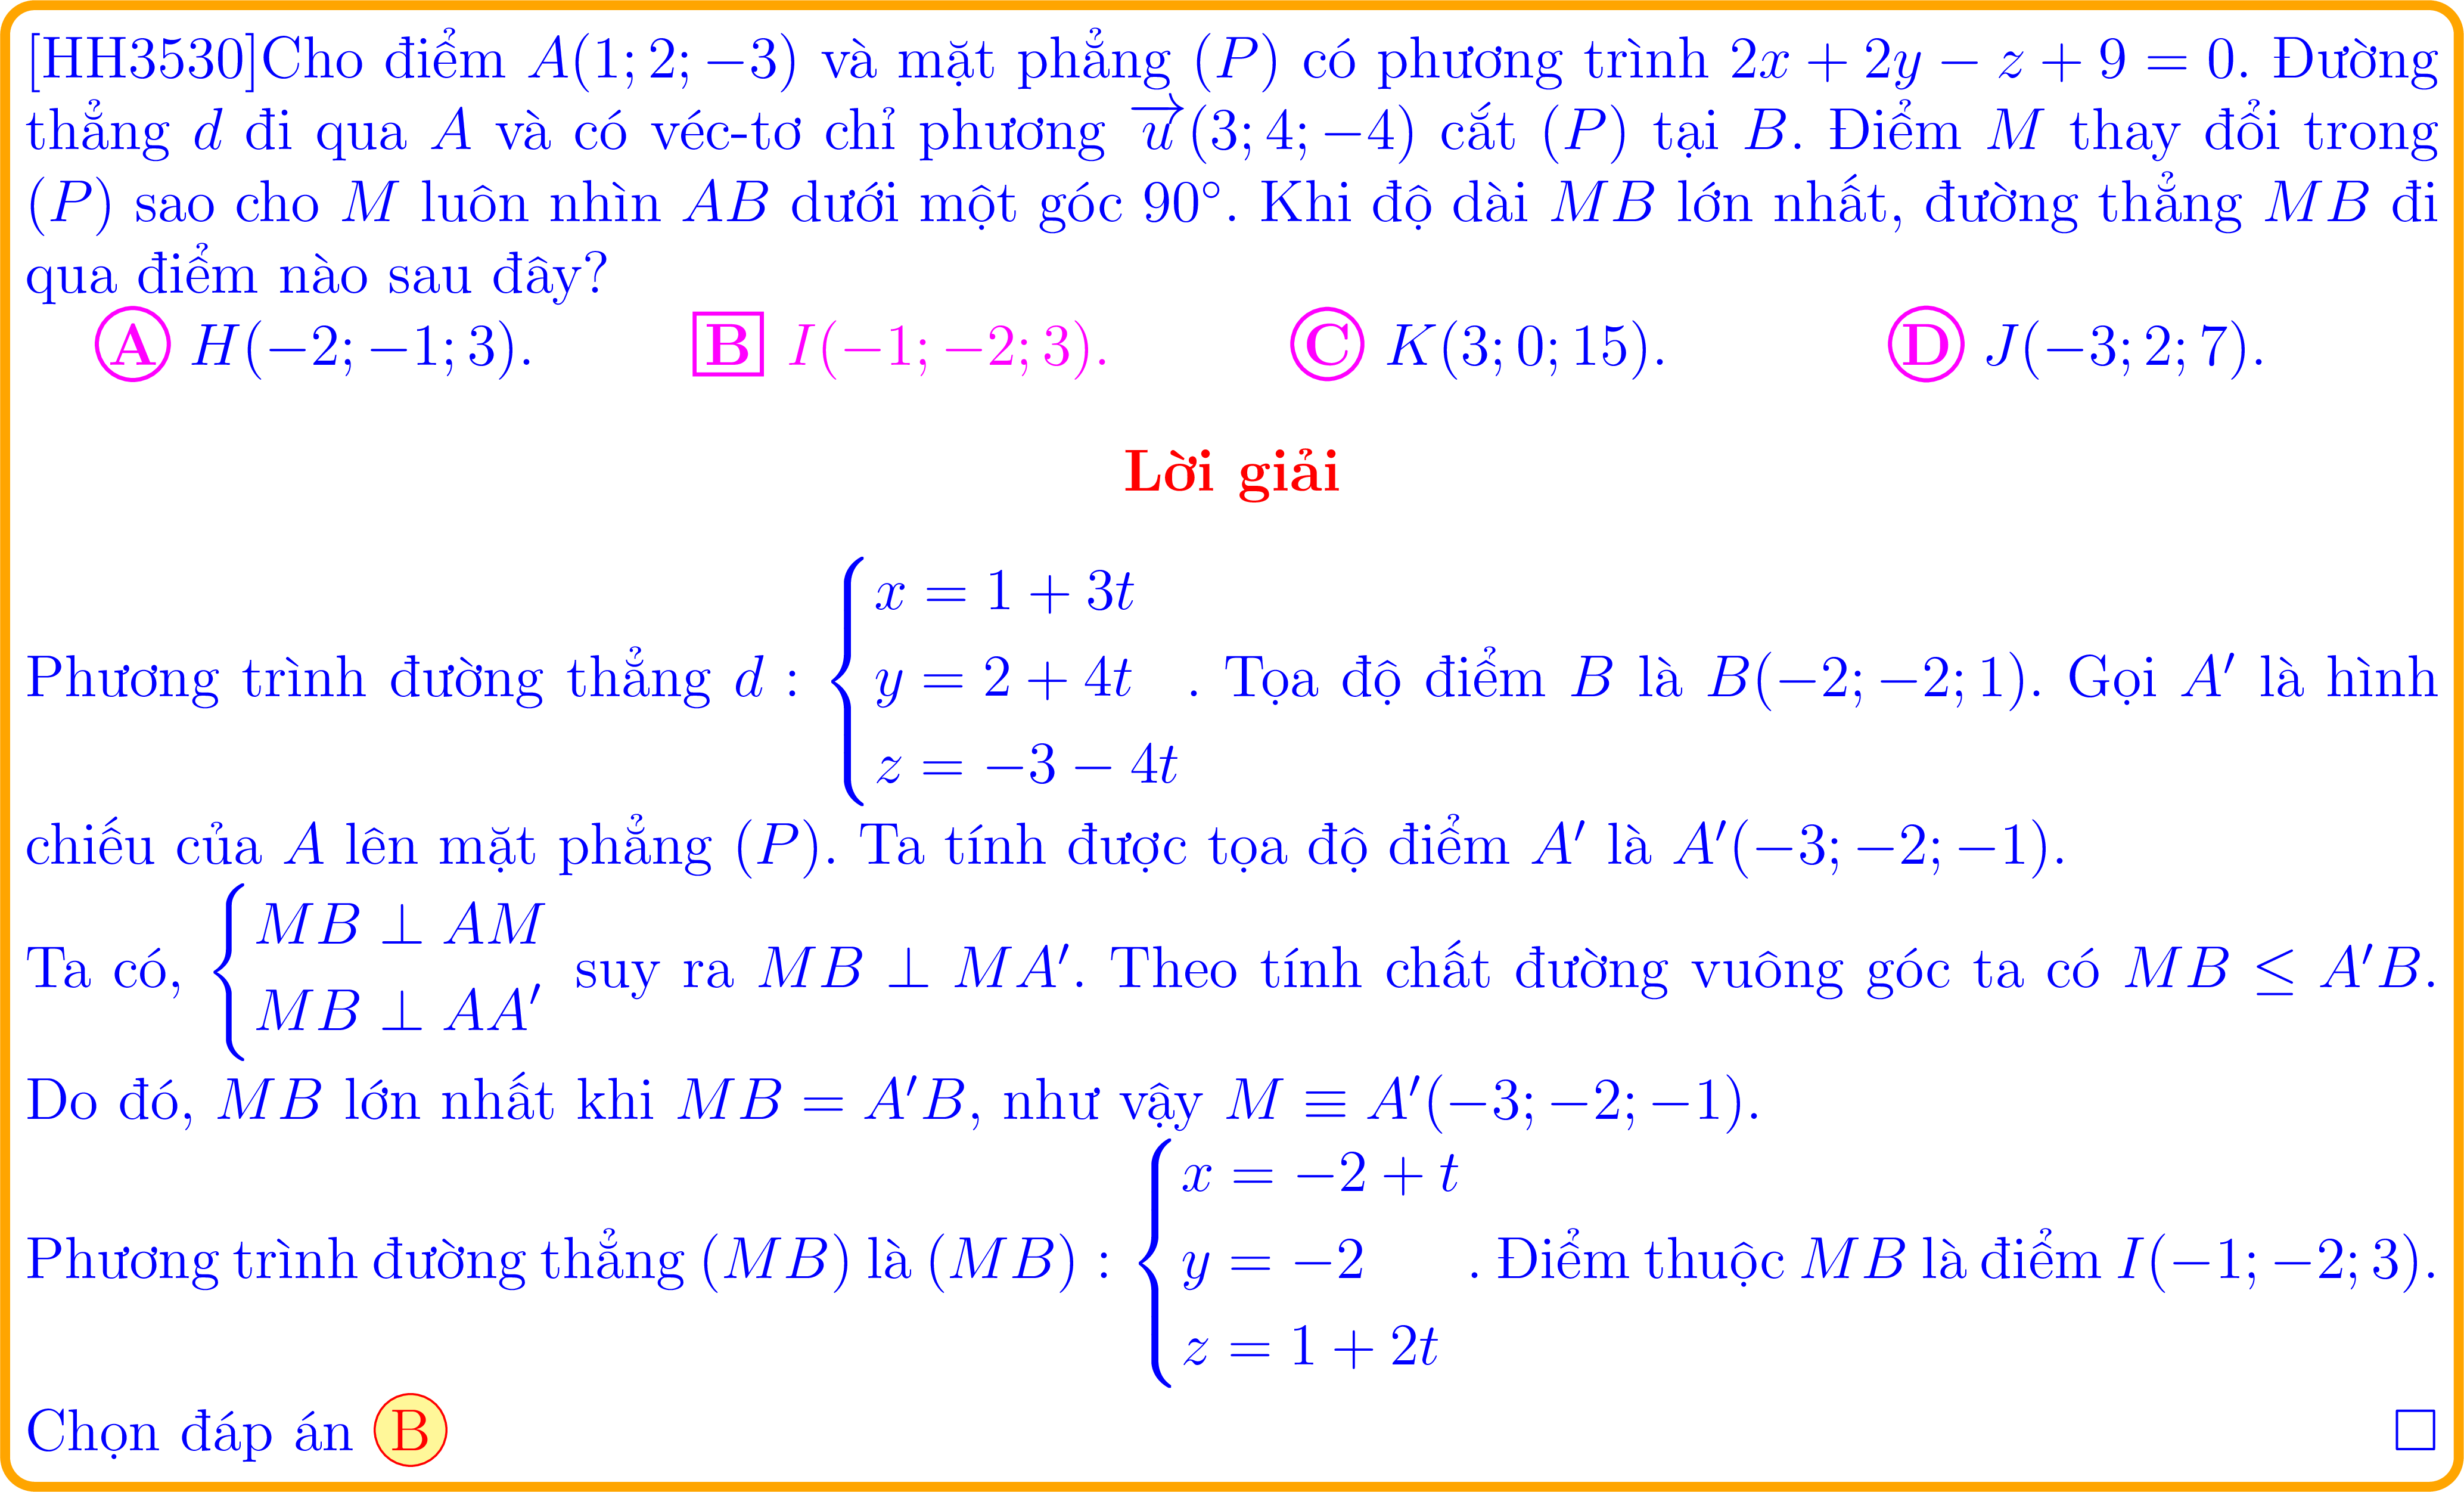 [HH3530]Cho điểm A(1; 2; −3) và mặt phẳng (P) có phương trình 2x + 2y − z + 9 = 0. Đường
thẳng d đi qua A và có véc-tơ chỉ phương $\overrightarrow{u}$(3; 4; −4) cắt (P) tại B. Điểm M thay đổi trong
(P) sao cho M luôn nhìn AB dưới một góc 90°. Khi độ dài MB lớn nhất, đường thẳng MB đi
qua điểm nào sau đây?
A H(−2; −1; 3). B I(−1; −2; 3). C K(3; 0; 15). D J(−3; 2; 7).
Lời giải
Phương trình đường thẳng d : $\begin{cases} x = 1 + 3t \\ y = 2 + 4t \\ z = -3 - 4t \end{cases}$. Tọa độ điểm B là B(−2; −2; 1). Gọi A′ là hình
chiếu của A lên mặt phẳng (P). Ta tính được tọa độ điểm A′ là A′(−3; −2; −1).
Ta có, $\begin{cases} MB \perp AM \\ MB \perp AA' \end{cases}$ suy ra MB ⊥ MA′. Theo tính chất đường vuông góc ta có MB ≤ A′B.
Do đó, MB lớn nhất khi MB = A′B, như vậy M ≡ A′(−3; −2; −1).
Phương trình đường thẳng (MB) là (MB) : $\begin{cases} x = -2 + t \\ y = -2 \\ z = 1 + 2t \end{cases}$. Điểm thuộc MB là điểm I(−1; −2; 3).
Chọn đáp án B □